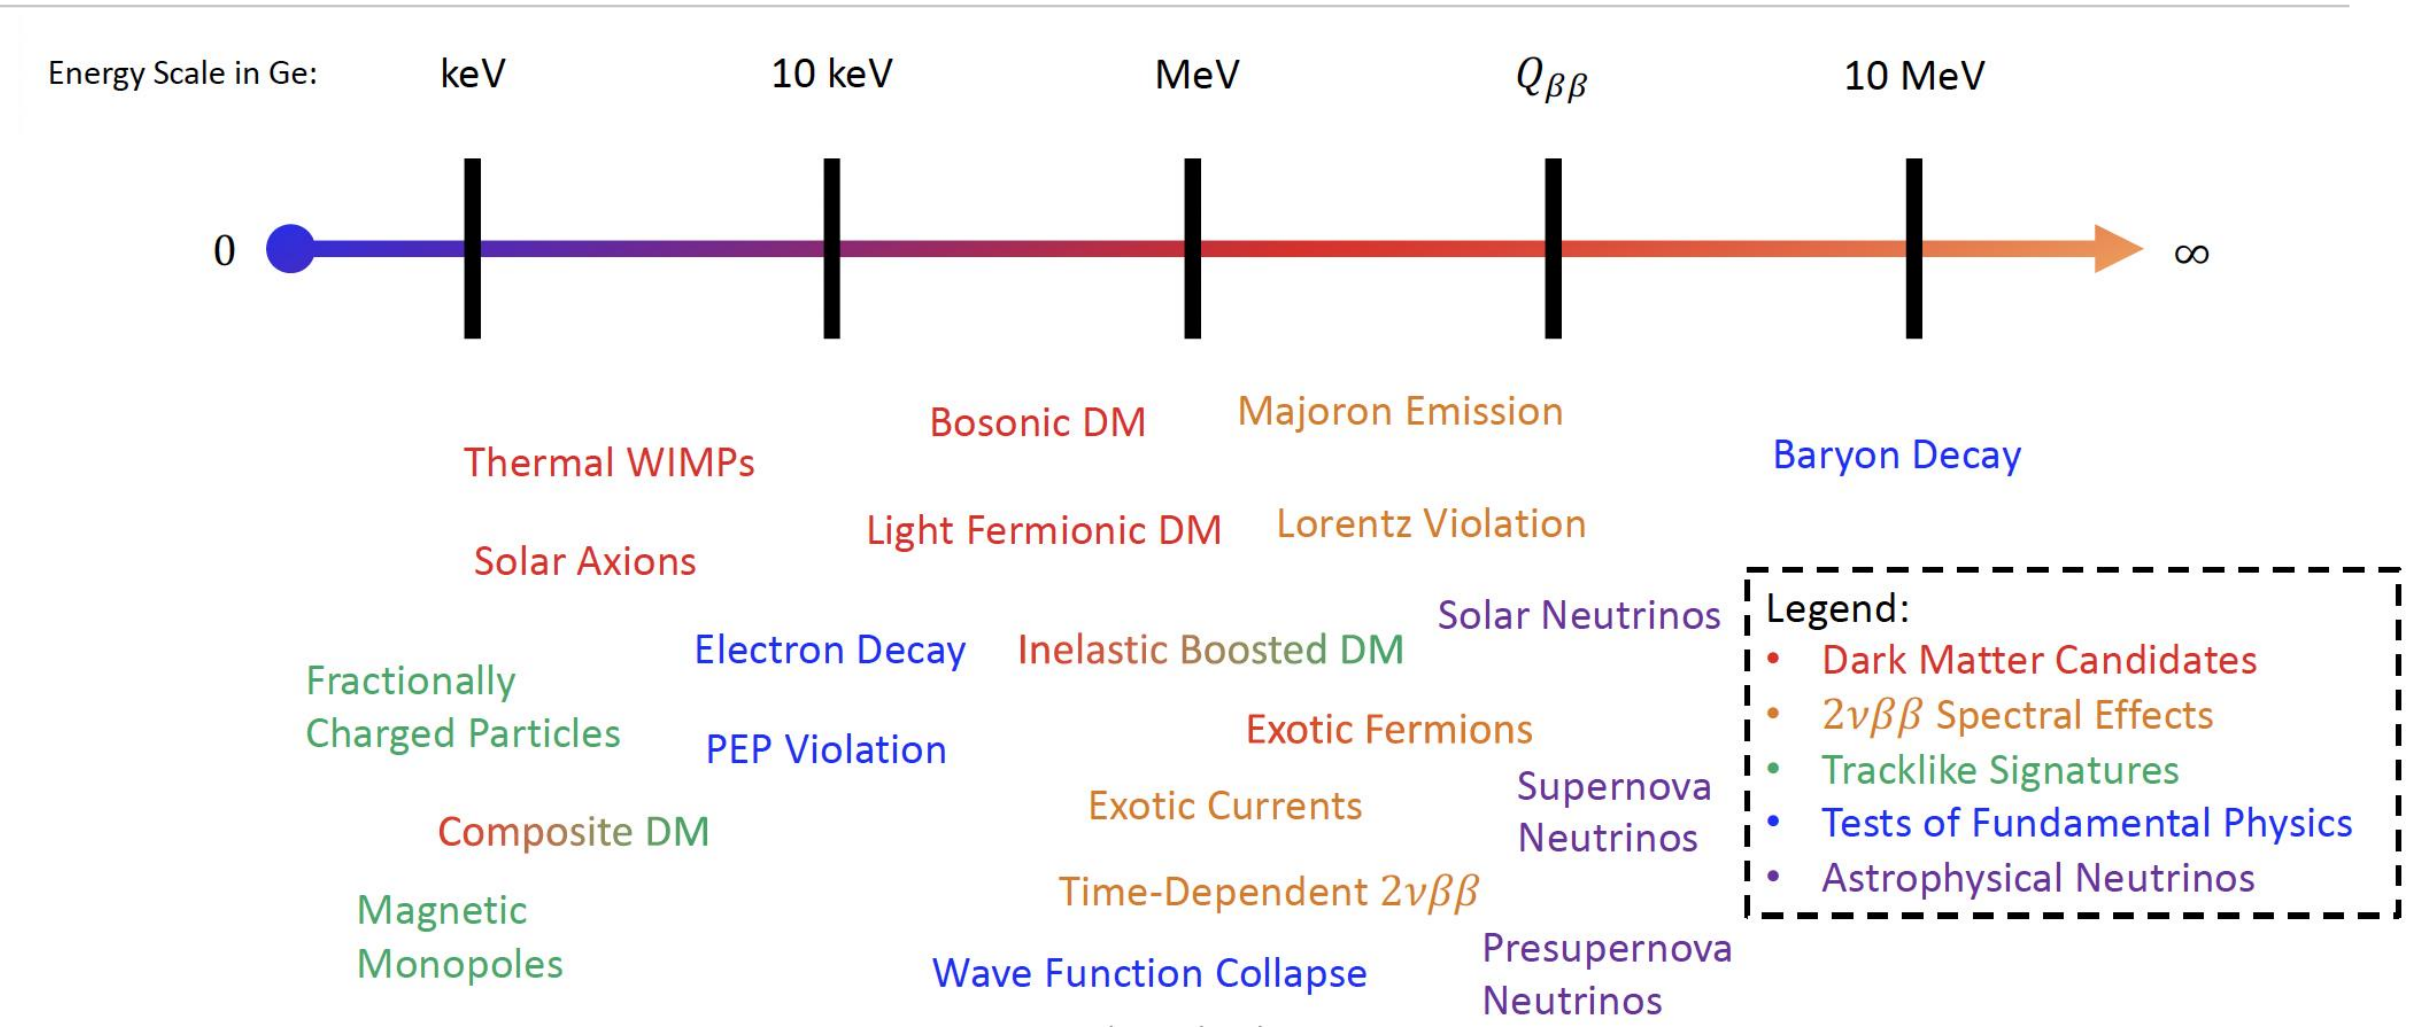 Energy Scale in Ge:
keV
10 keV
MeV
Qββ
10 MeV
0
∞
Bosonic DM
Majoron Emission
Thermal WIMPs
Baryon Decay
Light Fermionic DM
Lorentz Violation
Solar Axions
Solar Neutrinos
Electron Decay
Inelastic Boosted DM
Fractionally
Charged Particles
PEP Violation
Exotic Fermions
Exotic Currents
Supernova
Neutrinos
Composite DM
Time-Dependent 2νββ
Magnetic
Monopoles
Wave Function Collapse
Presupernova
Neutrinos
Legend:
• Dark Matter Candidates
• 2νββ Spectral Effects
• Tracklike Signatures
• Tests of Fundamental Physics
• Astrophysical Neutrinos